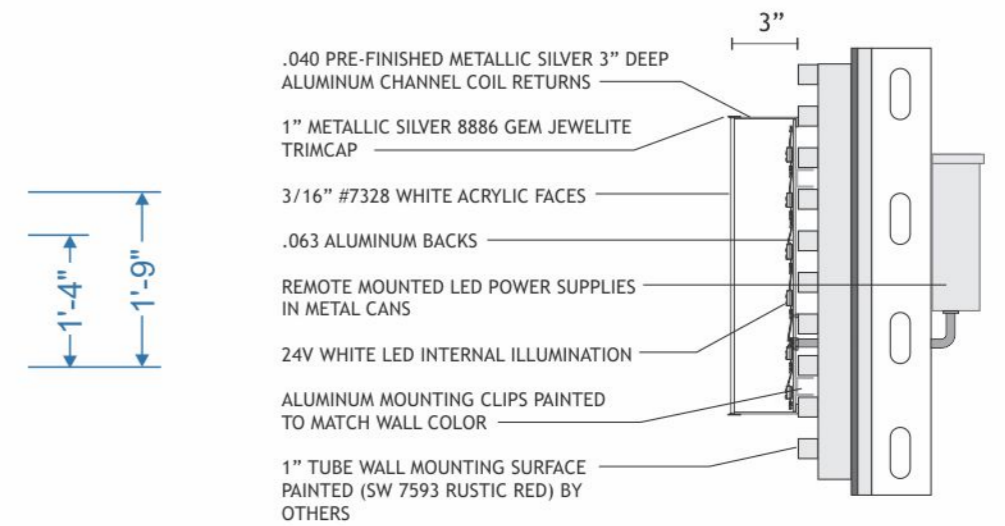 3”
.040 PRE-FINISHED METALLIC SILVER 3” DEEP
ALUMINUM CHANNEL COIL RETURNS
1” METALLIC SILVER 8886 GEM JEWELITE
TRIMCAP
3/16” #7328 WHITE ACRYLIC FACES
.063 ALUMINUM BACKS
REMOTE MOUNTED LED POWER SUPPLIES
IN METAL CANS
24V WHITE LED INTERNAL ILLUMINATION
ALUMINUM MOUNTING CLIPS PAINTED
TO MATCH WALL COLOR
1” TUBE WALL MOUNTING SURFACE
PAINTED (SW 7593 RUSTIC RED) BY
OTHERS
1'-4"
1'-9"